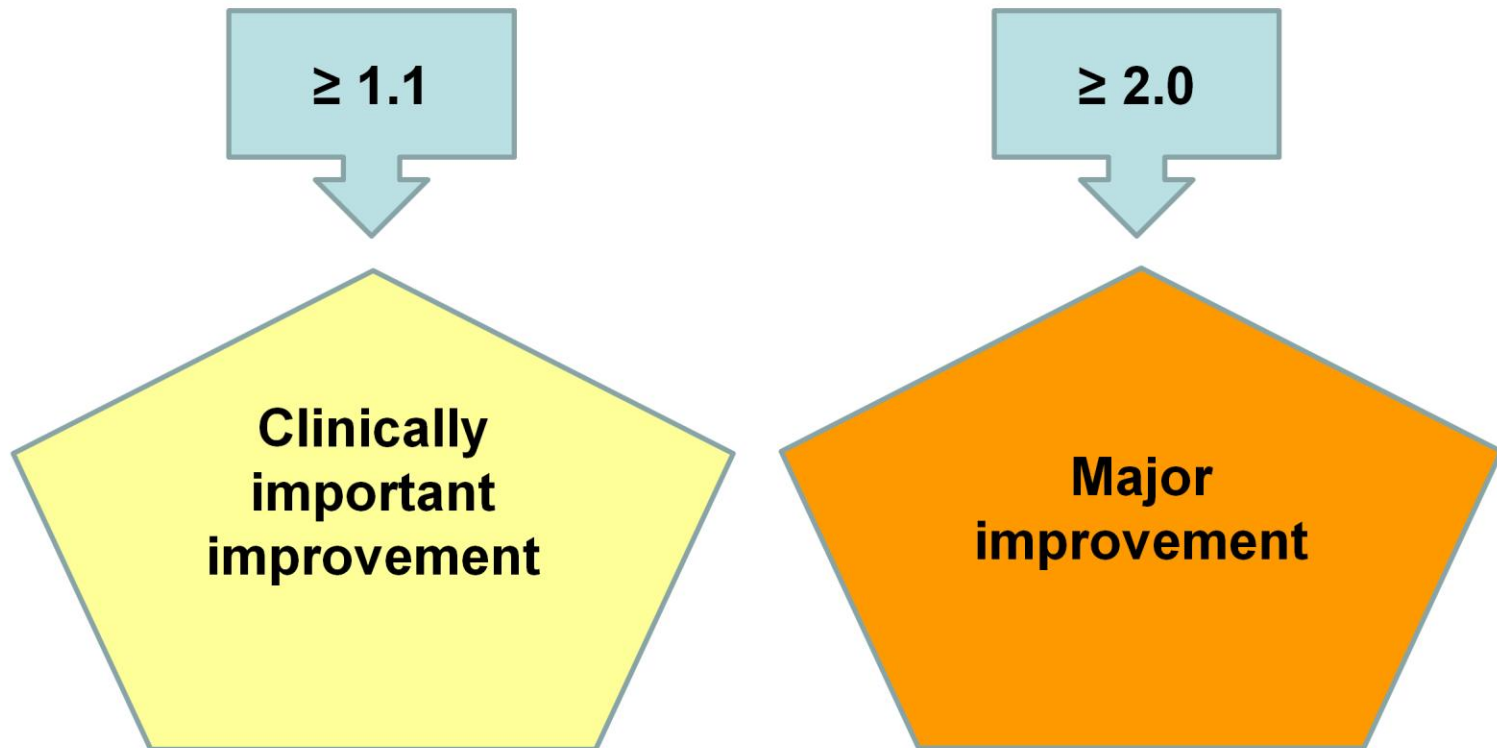 ≥ 1.1
≥ 2.0
Clinically
important
improvement
Major
improvement